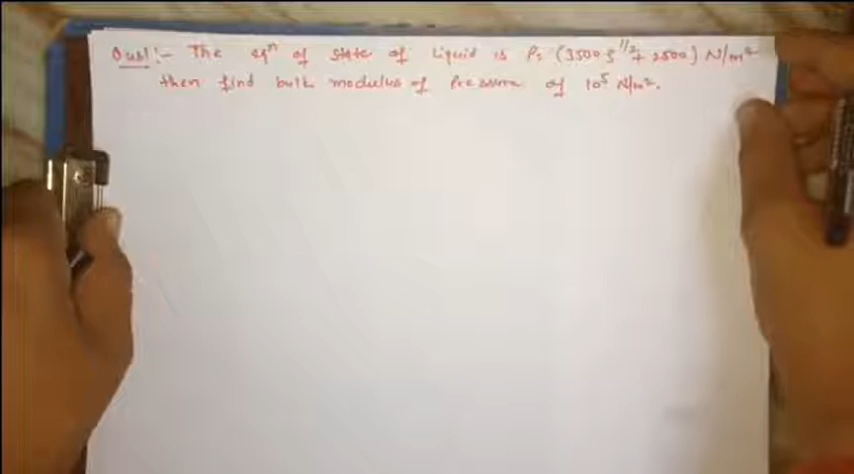 Ques1:- The eqⁿ of state of Liquid is P= (3500 ρ^1/2 + 2500) N/m²
then find bulk modulus of Pressure of 10⁵ N/m².